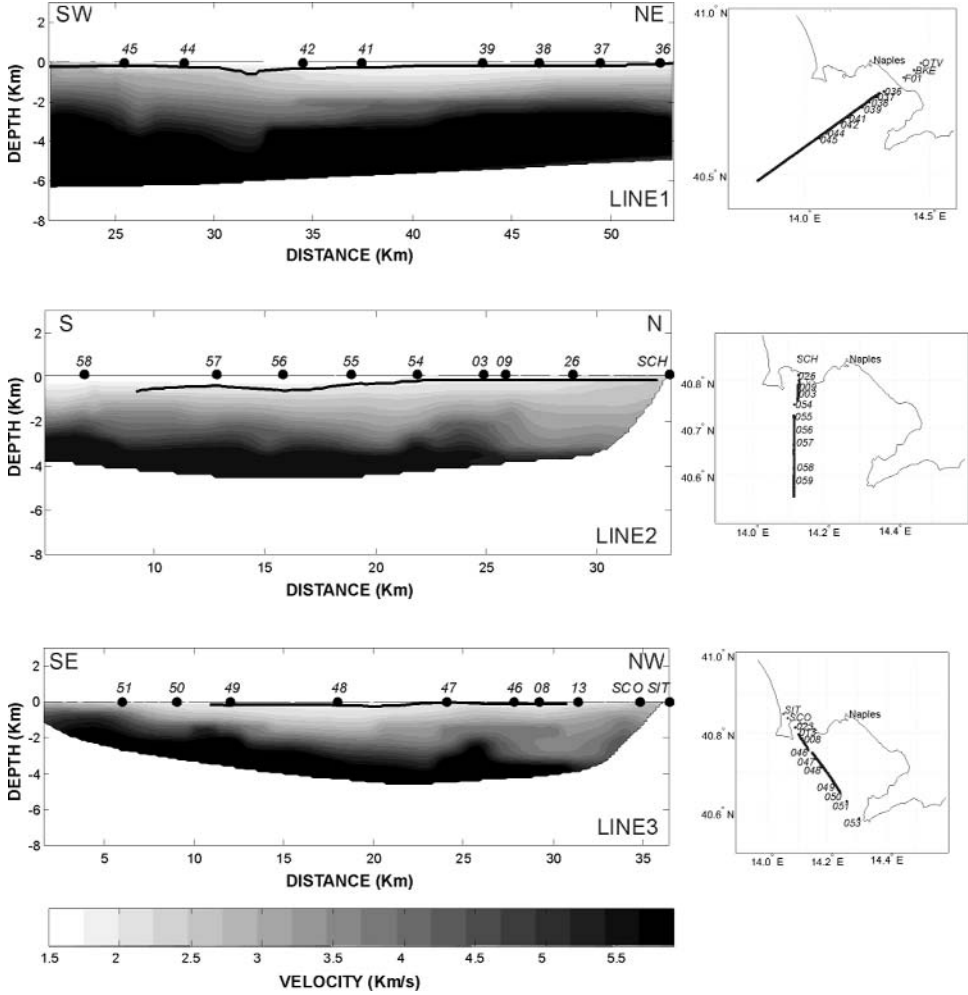 SW NE
45 44 42 41 39 38 37 36
2
0
-2
-4
-6
-8
DEPTH (Km)
LINE1
25 30 35 40 45 50
DISTANCE (Km)
41.0° N
40.5° N
Naples
OTV
BKE
F01
036
037
038
039
041
042
044
045
14.0° E 14.5° E
S N
58 57 56 55 54 03 09 26 SCH
2
0
-2
-4
-6
-8
DEPTH (Km)
LINE2
10 15 20 25 30
DISTANCE (Km)
SCH
Naples
026
009
003
054
055
056
057
058
059
40.8° N
40.7° N
40.6° N
14.0° E 14.2° E 14.4° E
SE NW
51 50 49 48 47 46 08 13 SCO SIT
2
0
-2
-4
-6
-8
DEPTH (Km)
LINE3
5 10 15 20 25 30 35
DISTANCE (Km)
41.0° N
40.8° N
40.6° N
SIT
SCO
Naples
013
008
046
047
048
049
050
051
053
14.0° E 14.2° E 14.4° E
1.5 2 2.5 3 3.5 4 4.5 5 5.5
VELOCITY (Km/s)